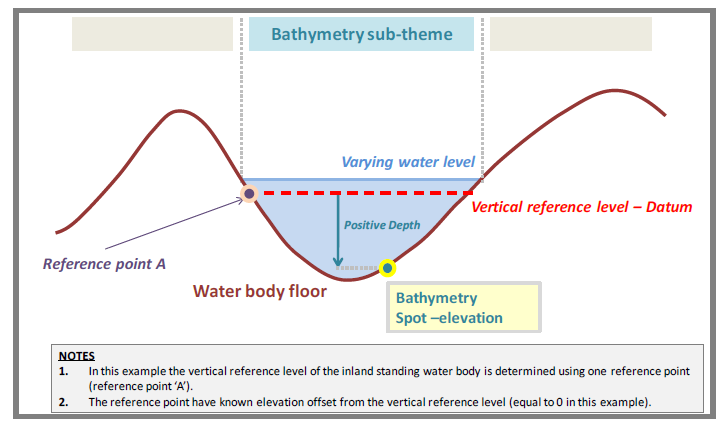 Bathymetry sub-theme
Varying water level
Vertical reference level – Datum
Positive Depth
Reference point A
Water body floor
Bathymetry
Spot –elevation
NOTES
1. In this example the vertical reference level of the inland standing water body is determined using one reference point
(reference point ‘A’).
2. The reference point have known elevation offset from the vertical reference level (equal to 0 in this example).